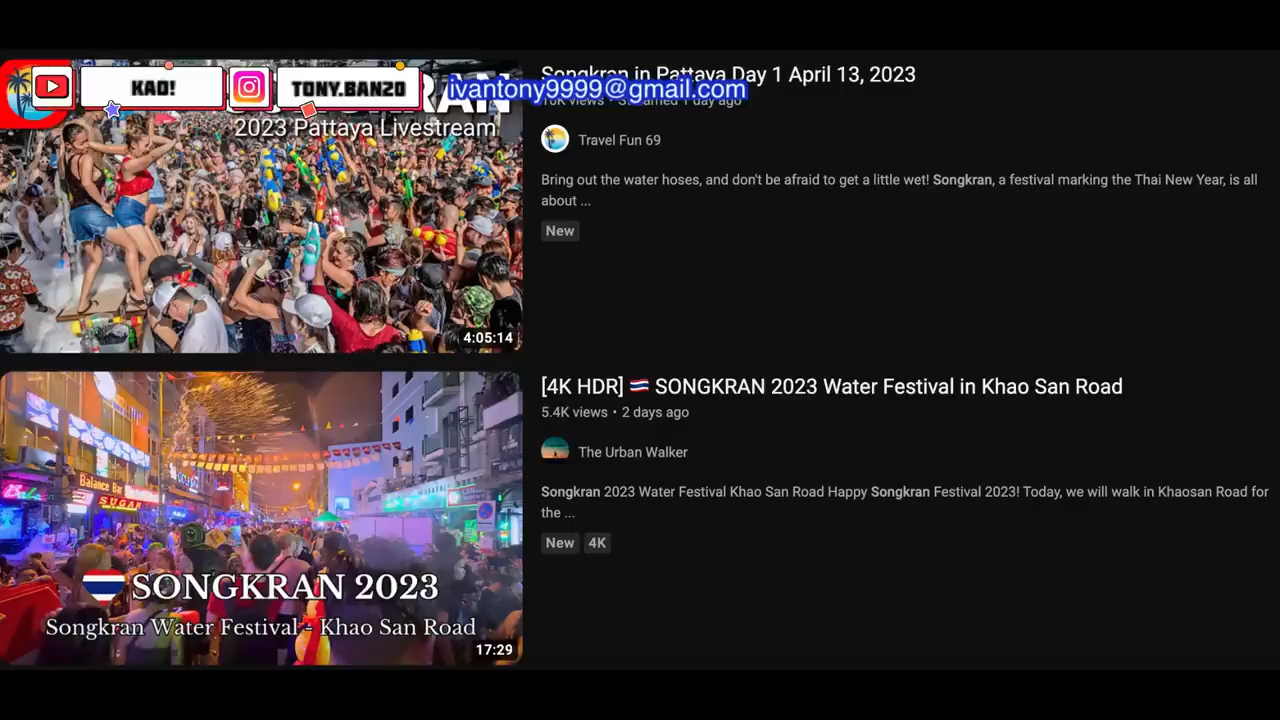 KAO!
TONY.BANZO
ivantony9999@gmail.com
Songkran in Pattaya Day 1 April 13, 2023
2023 Pattaya Livestream
Travel Fun 69
Bring out the water hoses, and don't be afraid to get a little wet! Songkran, a festival marking the Thai New Year, is all
about ...
New
4:05:14
[4K HDR] 🇹🇭 SONGKRAN 2023 Water Festival in Khao San Road
5.4K views • 2 days ago
The Urban Walker
Songkran 2023 Water Festival Khao San Road Happy Songkran Festival 2023! Today, we will walk in Khaosan Road for
the ...
New
4K
Balance Bar
SUGAR
SONGKRAN 2023
Songkran Water Festival - Khao San Road
17:29